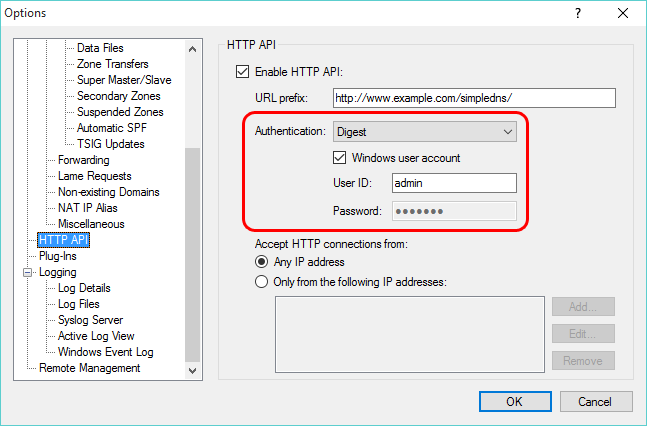 Options
Data Files
Zone Transfers
Super Master/Slave
Secondary Zones
Suspended Zones
Automatic SPF
TSIG Updates
Forwarding
Lame Requests
Non-existing Domains
NAT IP Alias
Miscellaneous
HTTP API
Plug-Ins
Logging
Log Details
Log Files
Syslog Server
Active Log View
Windows Event Log
Remote Management
HTTP API
Enable HTTP API:
URL prefix: http://www.example.com/simpledns/
Authentication: Digest
Windows user account
User ID: admin
Password: ●●●●●●●
Accept HTTP connections from:
Any IP address
Only from the following IP addresses:
Add...
Edit...
Remove
OK Cancel